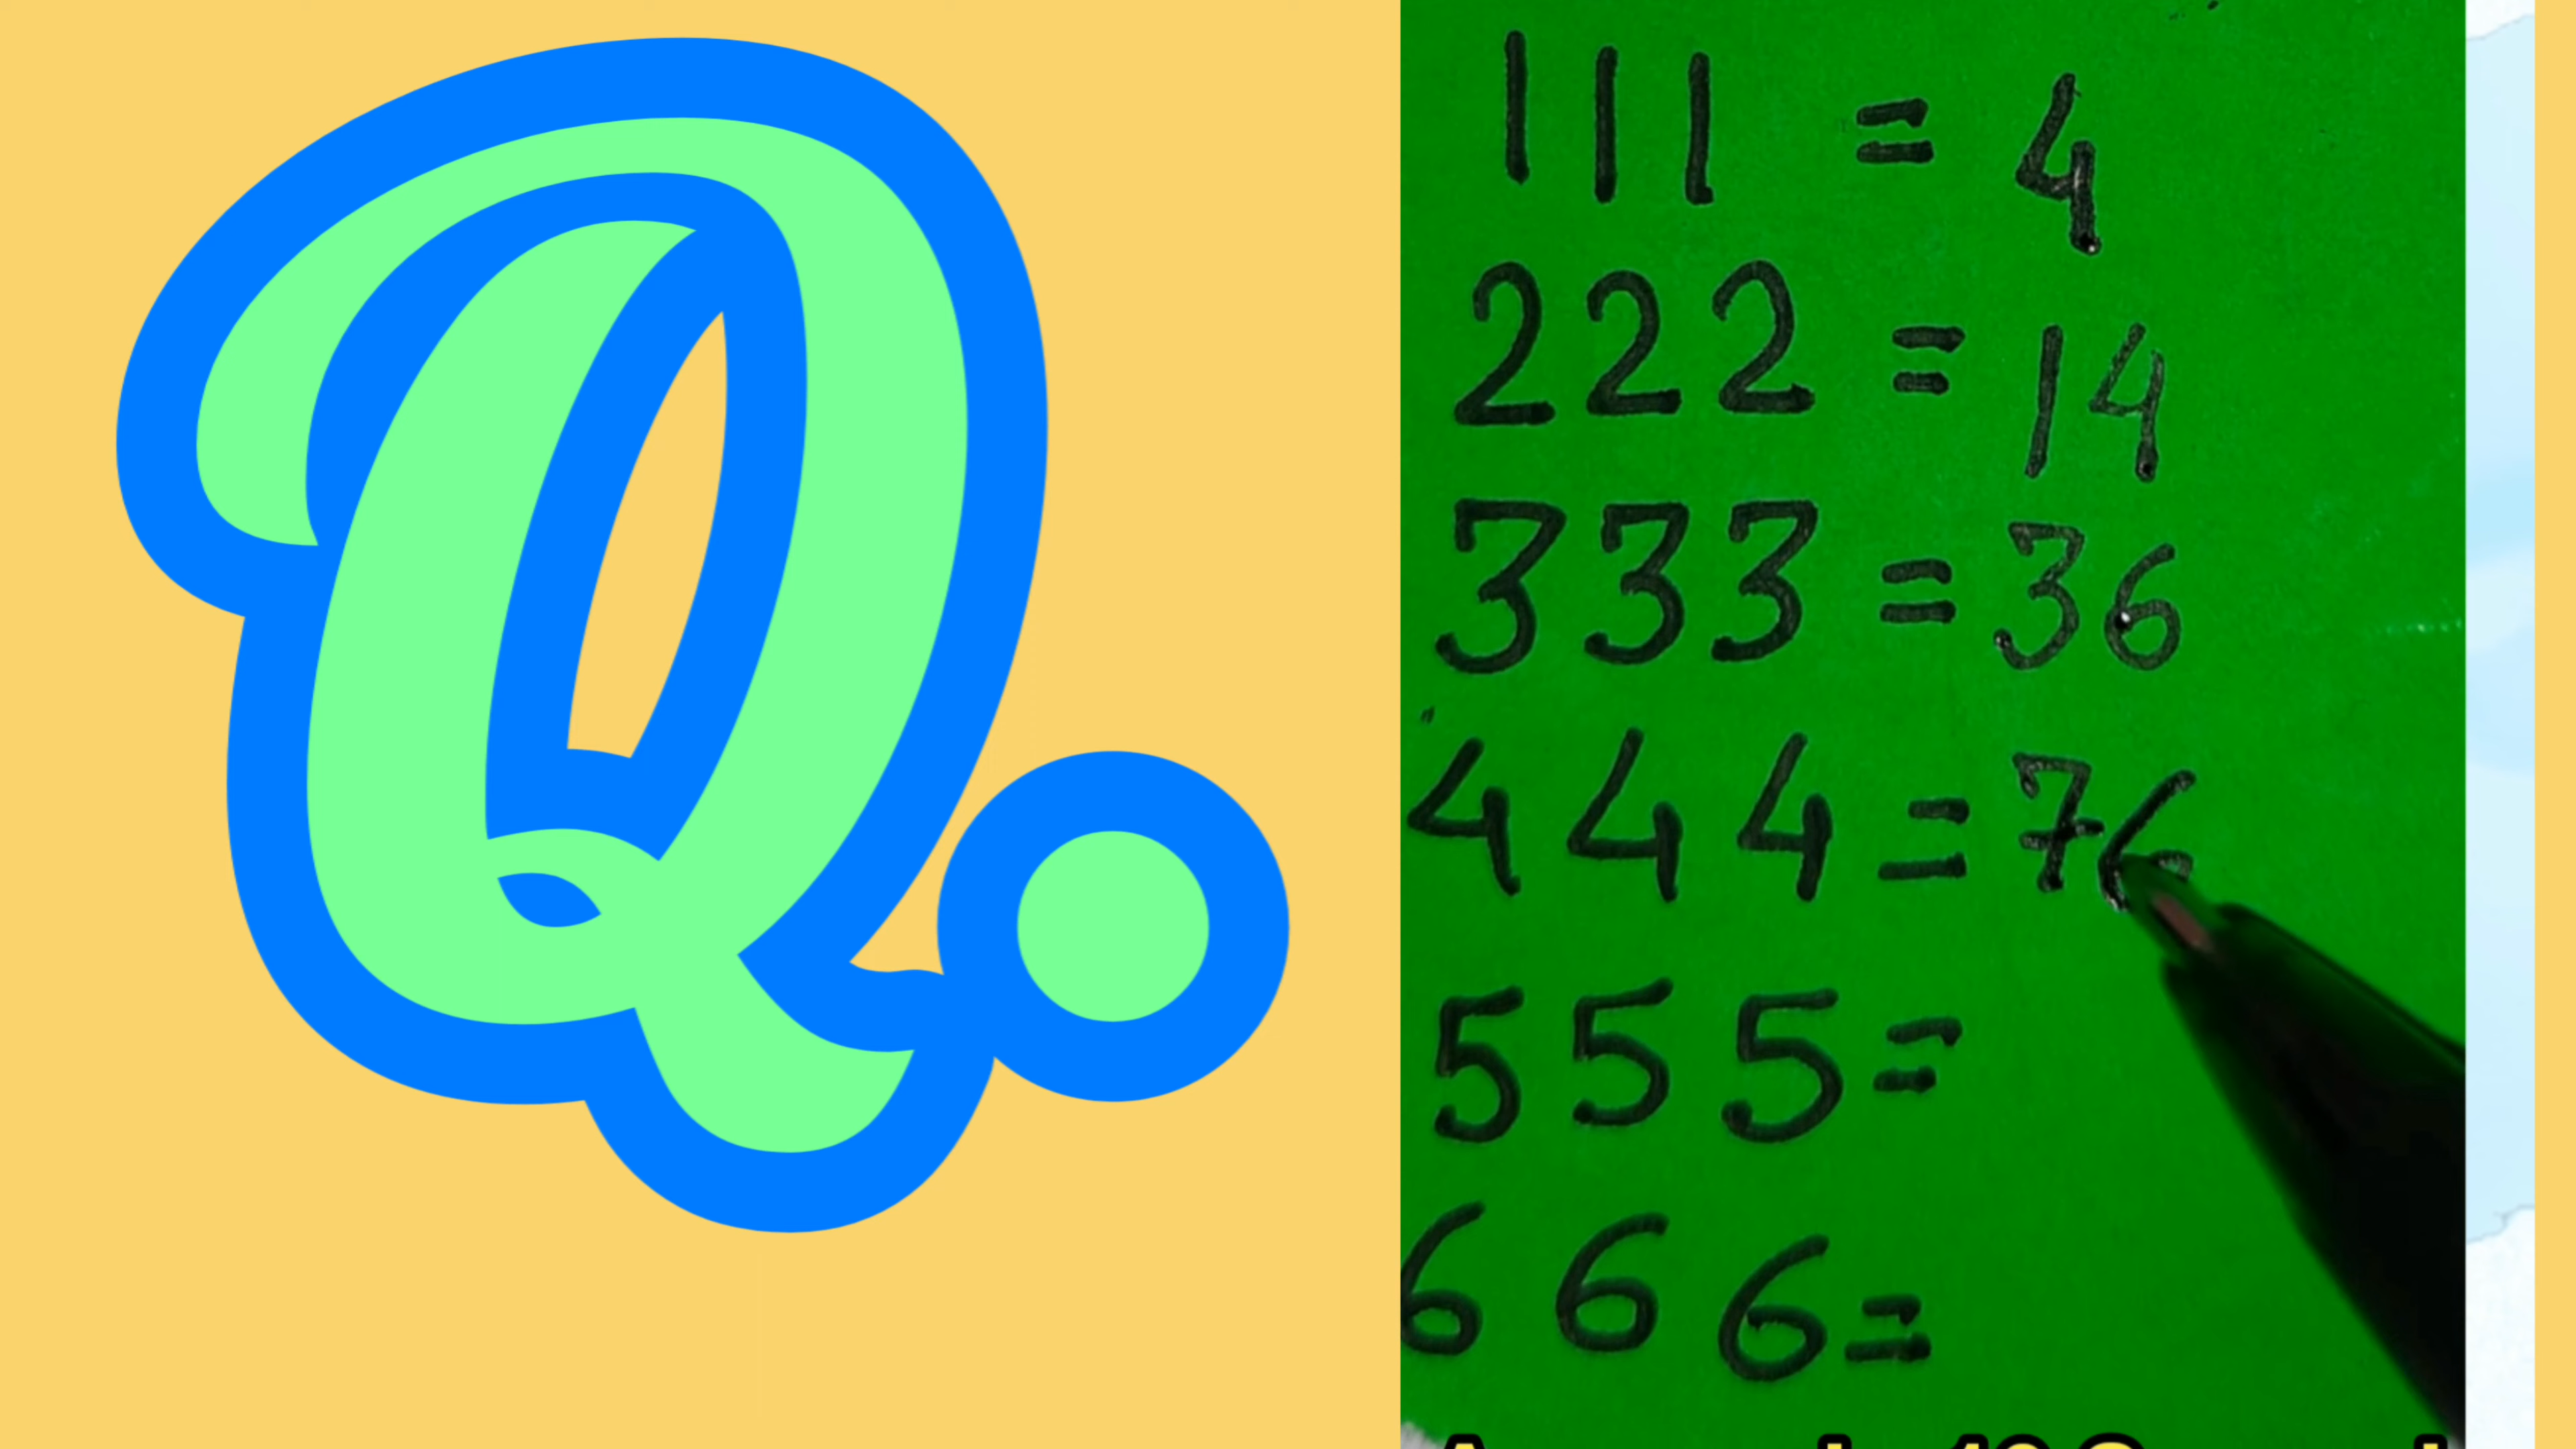 Q.
111 = 4
222 = 14
333 = 36
444 = 76
555 =
666 =